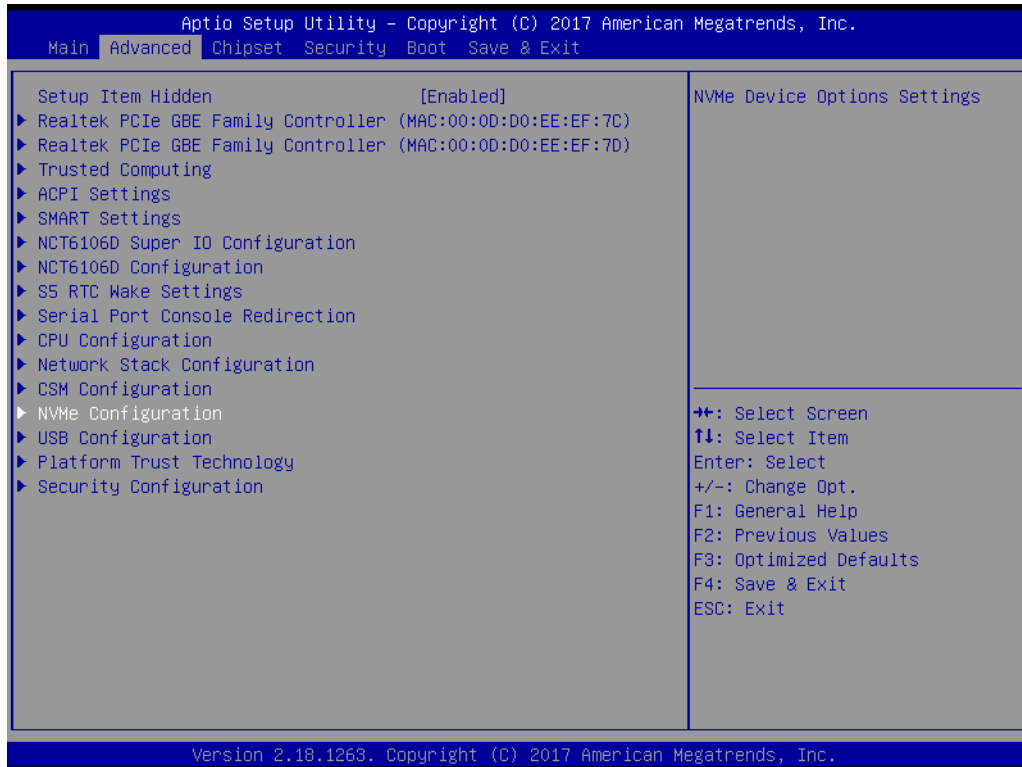 Aptio Setup Utility – Copyright (C) 2017 American Megatrends, Inc.
Main Advanced Chipset Security Boot Save & Exit
Setup Item Hidden [Enabled]
▶ Realtek PCIe GBE Family Controller (MAC:00:0D:D0:EE:EF:7C)
▶ Realtek PCIe GBE Family Controller (MAC:00:0D:D0:EE:EF:7D)
▶ Trusted Computing
▶ ACPI Settings
▶ SMART Settings
▶ NCT6106D Super IO Configuration
▶ NCT6106D Configuration
▶ S5 RTC Wake Settings
▶ Serial Port Console Redirection
▶ CPU Configuration
▶ Network Stack Configuration
▶ CSM Configuration
▶ NVMe Configuration
▶ USB Configuration
▶ Platform Trust Technology
▶ Security Configuration
NVMe Device Options Settings
→←: Select Screen
↑↓: Select Item
Enter: Select
+/-: Change Opt.
F1: General Help
F2: Previous Values
F3: Optimized Defaults
F4: Save & Exit
ESC: Exit
Version 2.18.1263. Copyright (C) 2017 American Megatrends, Inc.